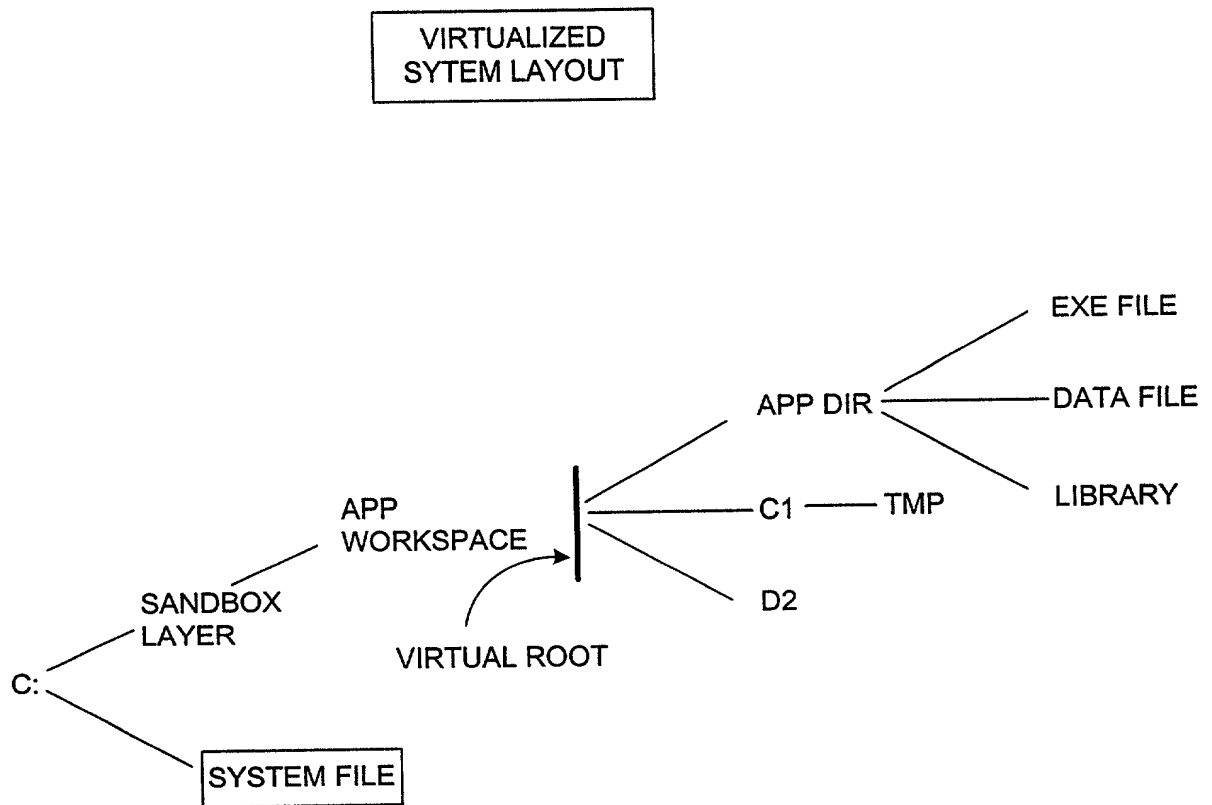 VIRTUALIZED
SYTEM LAYOUT
EXE FILE
APP DIR
DATA FILE
LIBRARY
APP
WORKSPACE
C1
TMP
D2
SANDBOX
LAYER
VIRTUAL ROOT
C:
SYSTEM FILE